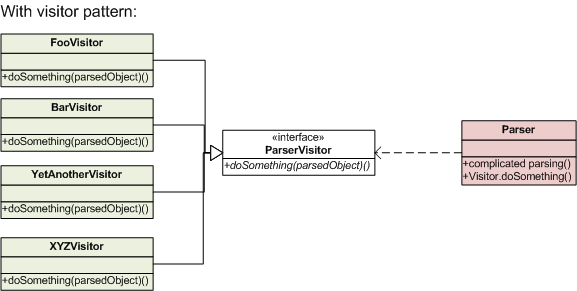 With visitor pattern:
FooVisitor
+doSomething(parsedObject)()
BarVisitor
+doSomething(parsedObject)()
YetAnotherVisitor
+doSomething(parsedObject)()
XYZVisitor
+doSomething(parsedObject)()
«interface»
ParserVisitor
+doSomething(parsedObject)()
Parser
+complicated parsing()
+Visitor.doSomething()